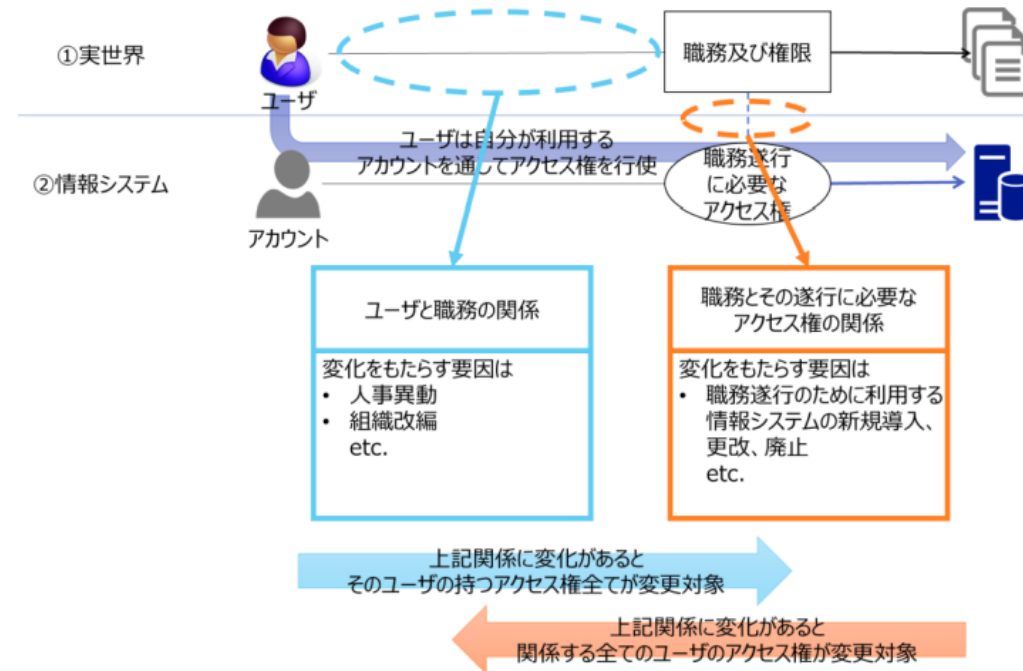 ①実世界
ユーザ
職務及び権限
ユーザは自分が利用する
アカウントを通してアクセス権を行使
②情報システム
アカウント
職務遂行
に必要な
アクセス権
ユーザと職務の関係
変化をもたらす要因は
• 人事異動
• 組織改編
etc.
職務とその遂行に必要な
アクセス権の関係
変化をもたらす要因は
• 職務遂行のために利用する
情報システムの新規導入、
更改、廃止
etc.
上記関係に変化があると
そのユーザの持つアクセス権全てが変更対象
上記関係に変化があると
関係する全てのユーザのアクセス権が変更対象